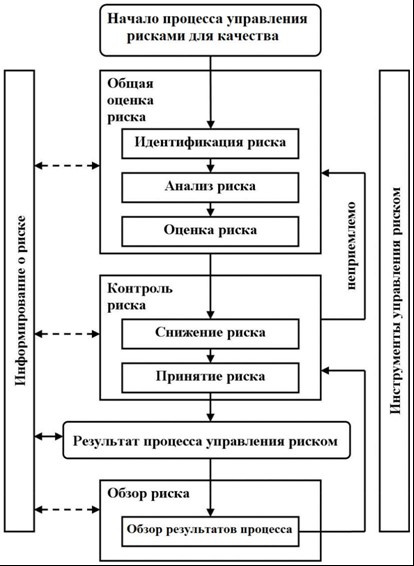 Начало процесса управления
рисками для качества
Общая
оценка
риска
Идентификация риска
Анализ риска
Оценка риска
Контроль
риска
Снижение риска
Принятие риска
Результат процесса управления риском
Обзор риска
Обзор результатов процесса
Информирование о риске
неприемлемо
Инструменты управления риском